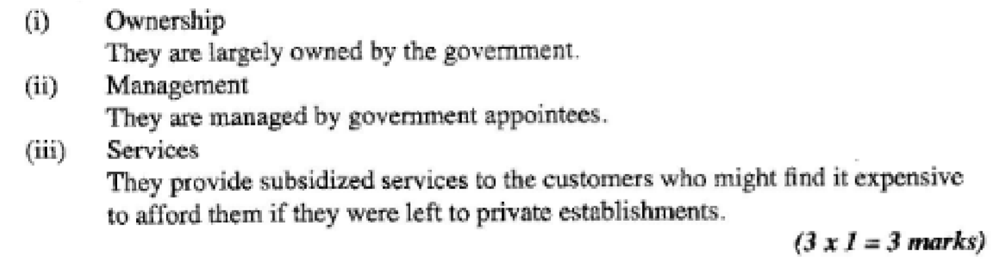 (i) Ownership
They are largely owned by the government.
(ii) Management
They are managed by government appointees.
(iii) Services
They provide subsidized services to the customers who might find it expensive
to afford them if they were left to private establishments.
(3 x 1 = 3 marks)